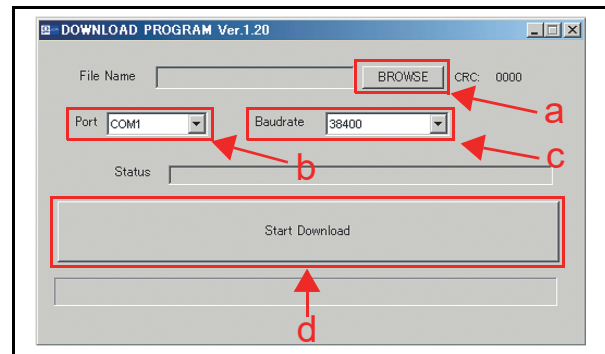 DOWNLOAD PROGRAM Ver.1.20
File Name BROWSE CRC: 0000
a
Port COM1 Baudrate 38400
b c
Status
Start Download
d